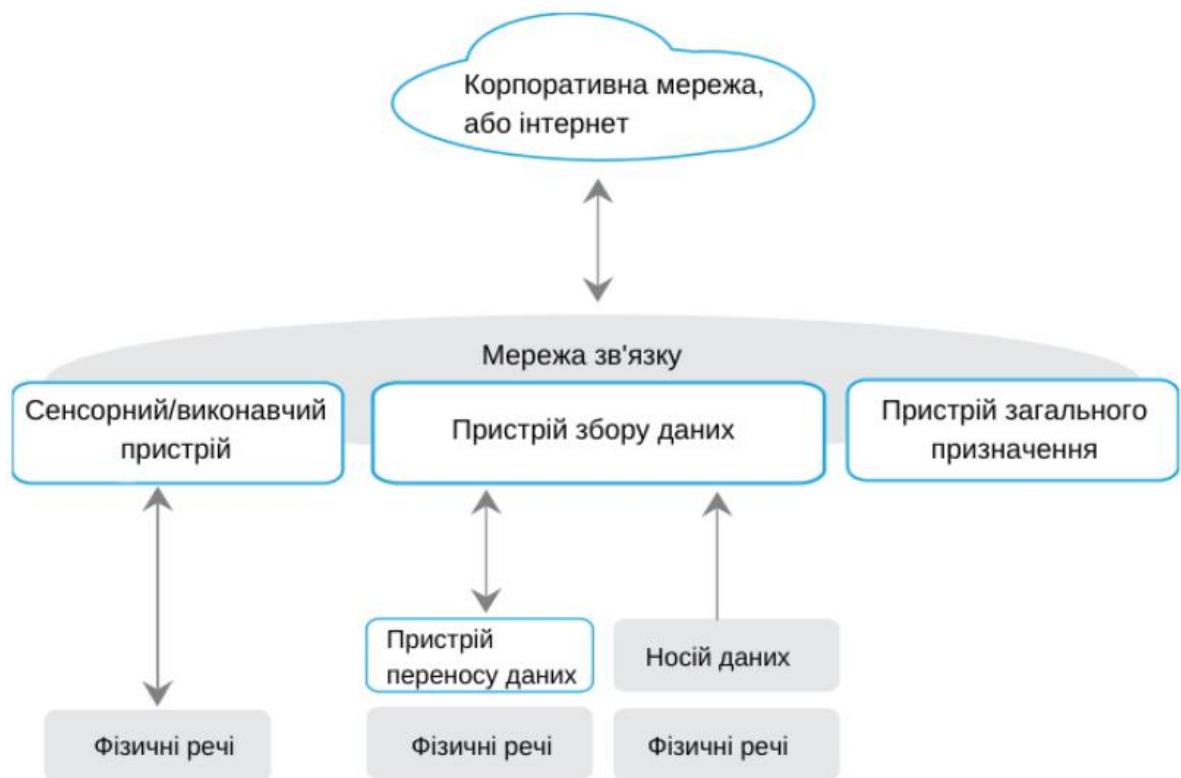 Корпоративна мережа,
або інтернет
Мережа зв'язку
Сенсорний/виконавчий
пристрій
Пристрій збору даних
Пристрій загального
призначення
Пристрій
переносу даних
Носій даних
Фізичні речі
Фізичні речі
Фізичні речі